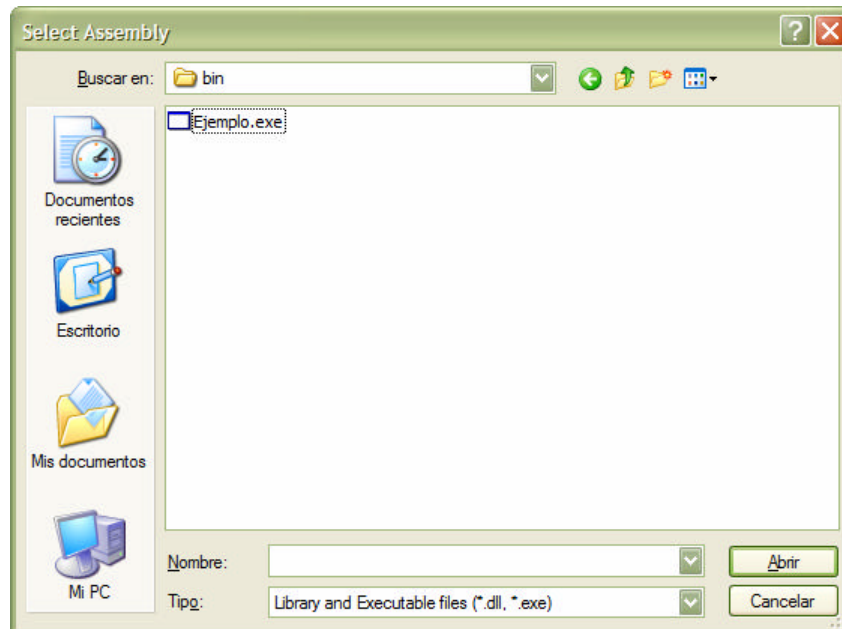 Select Assembly
Buscar en:
bin
Ejemplo.exe
Documentos
recientes
Escritorio
Mis documentos
Mi PC
Nombre:
Abrir
Tipo:
Library and Executable files (*.dll, *.exe)
Cancelar